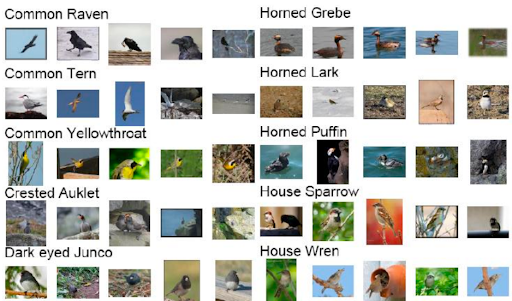 Common Raven
Horned Grebe
Common Tern
Horned Lark
Common Yellowthroat
Horned Puffin
Crested Auklet
House Sparrow
Dark eyed Junco
House Wren